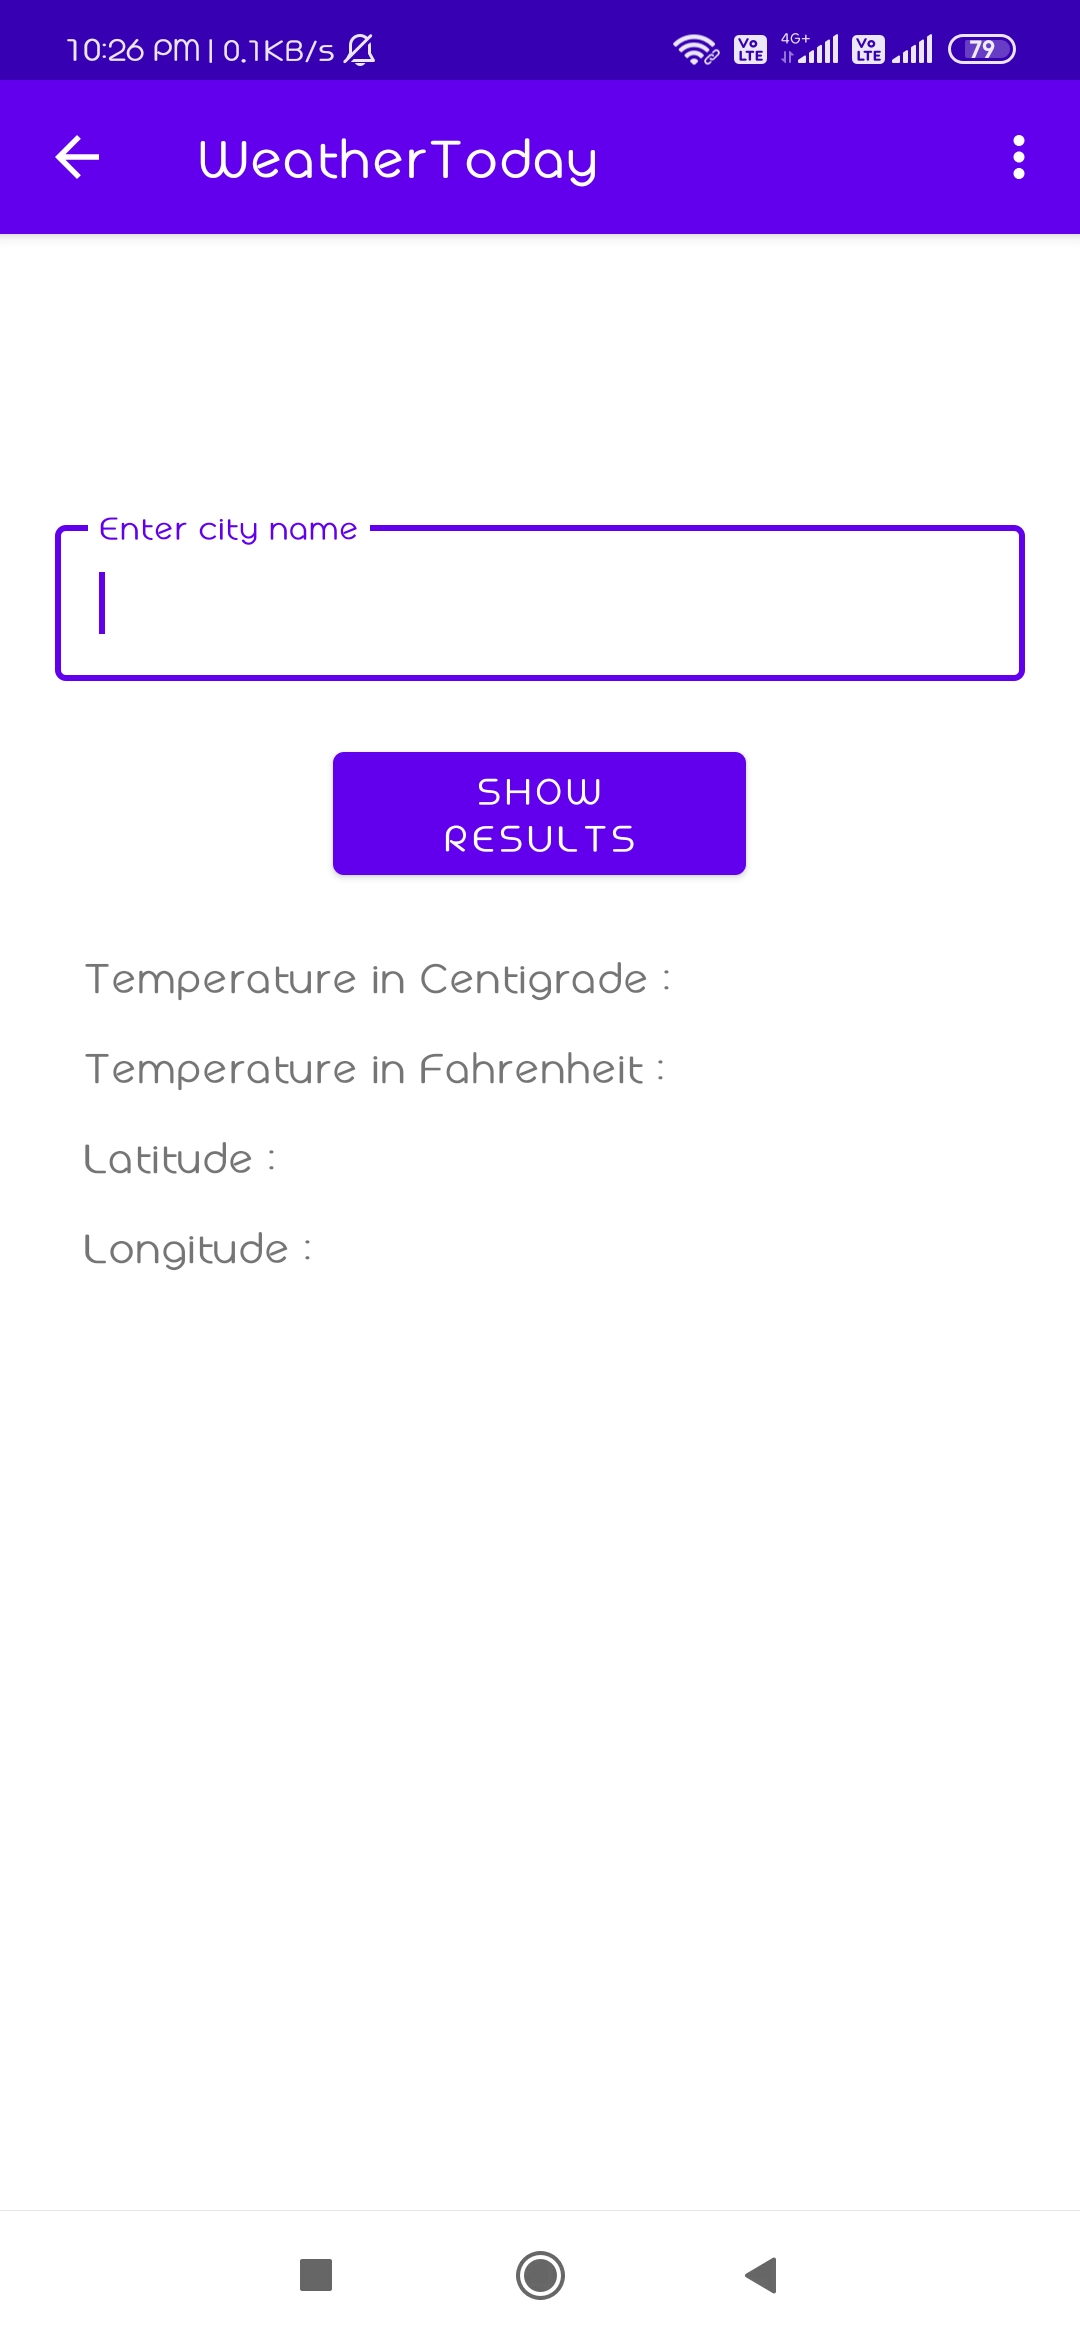 10:26 PM | 0.1KB/s Vo LTE 4G+ Vo LTE 79
WeatherToday
Enter city name
SHOW
RESULTS
Temperature in Centigrade :
Temperature in Fahrenheit :
Latitude :
Longitude :